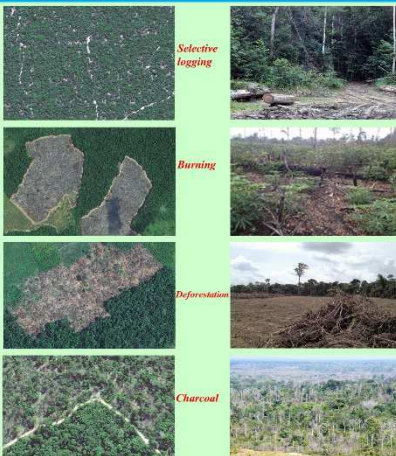 Selective
logging
Burning
Deforestation
Charcoal